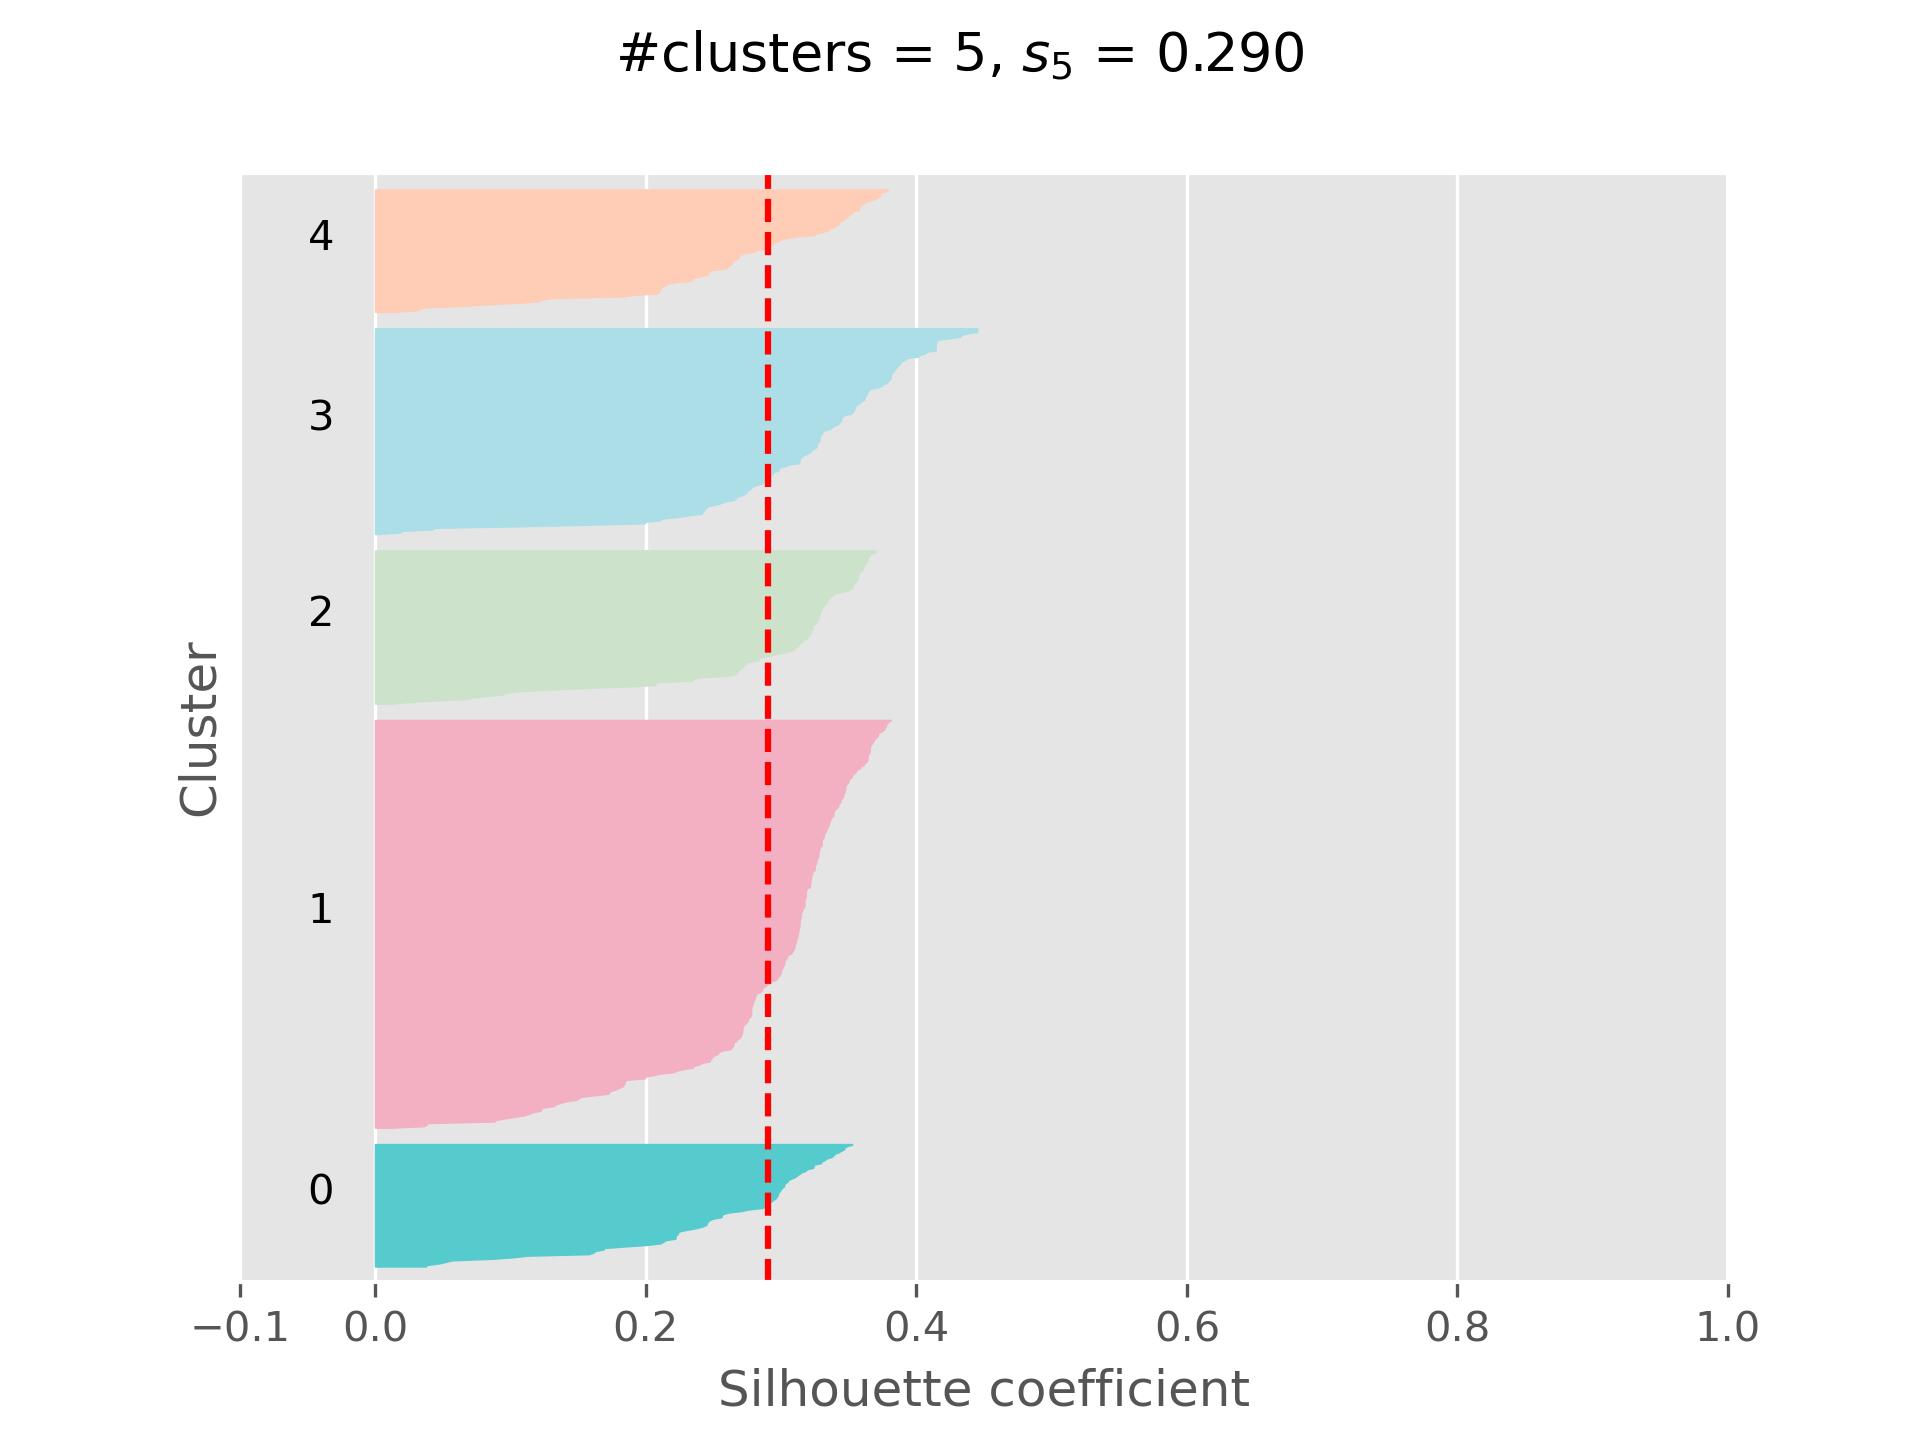 #clusters = 5, s₅ = 0.290
4
3
2
1
0
Cluster
−0.1 0.0 0.2 0.4 0.6 0.8 1.0
Silhouette coefficient